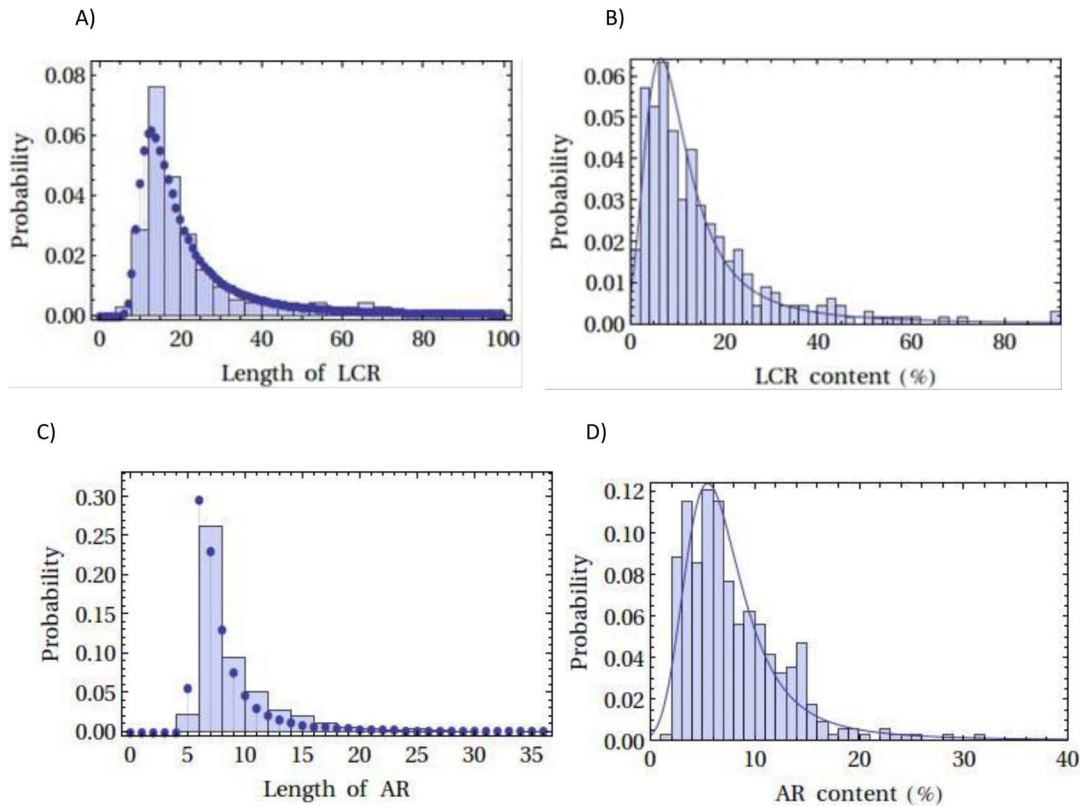 A)
B)
0.08
0.06
0.04
0.02
0.00
Probability
0 20 40 60 80 100
Length of LCR
0.06
0.05
0.04
0.03
0.02
0.01
0.00
Probability
0 20 40 60 80
LCR content (%)
C)
D)
0.30
0.25
0.20
0.15
0.10
0.05
0.00
Probability
0 5 10 15 20 25 30 35
Length of AR
0.12
0.10
0.08
0.06
0.04
0.02
0.00
Probability
0 10 20 30 40
AR content (%)